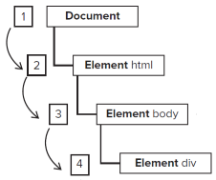 1 Document
2 Element html
3 Element body
4 Element div